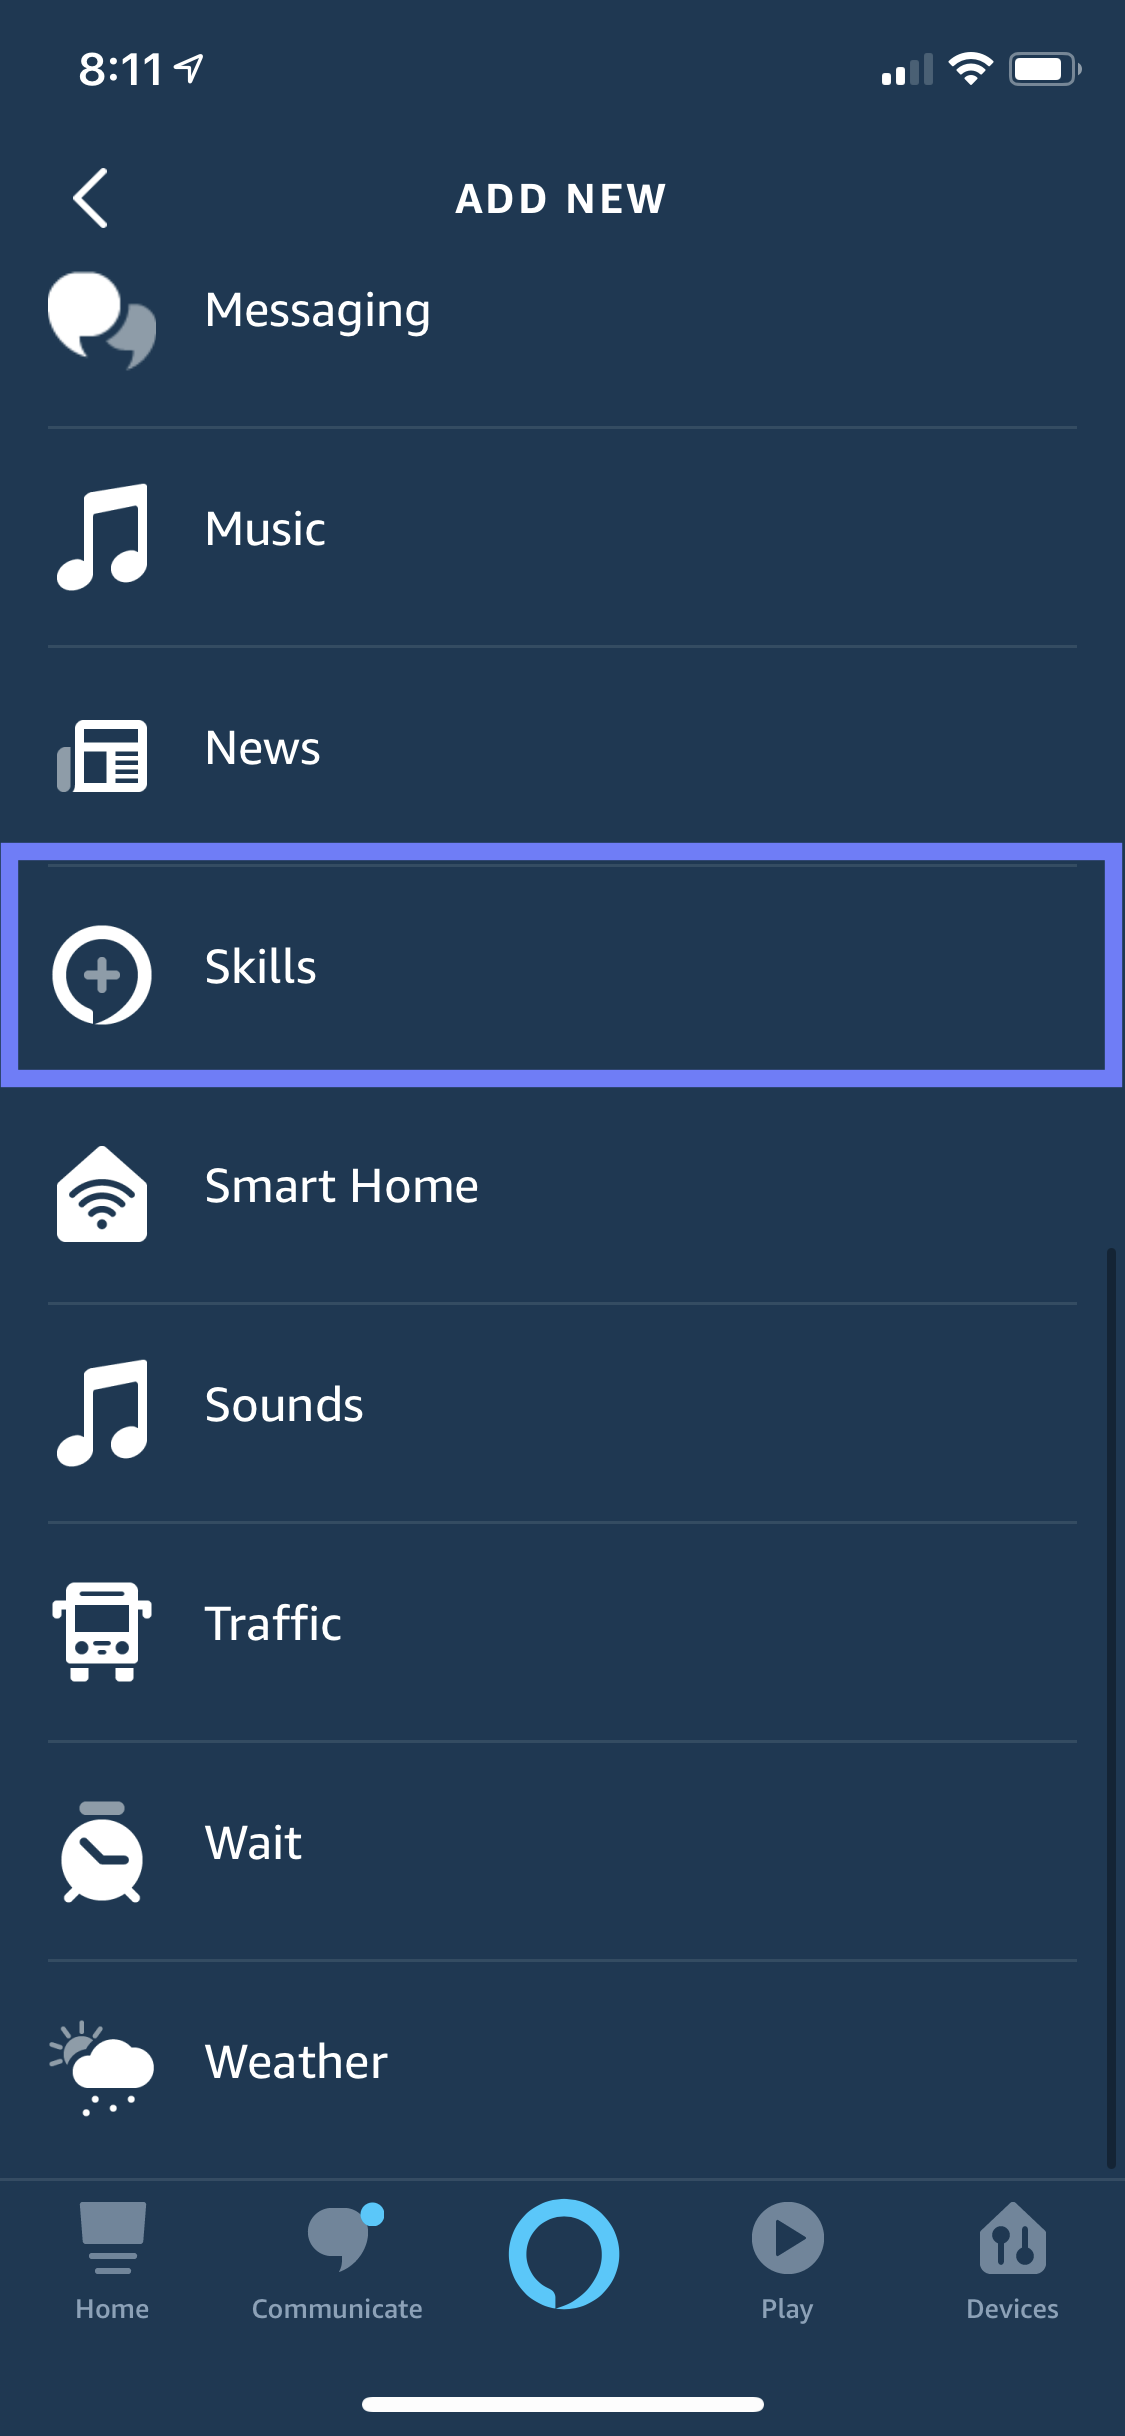 8:11
ADD NEW
Messaging
Music
News
Skills
Smart Home
Sounds
Traffic
Wait
Weather
Home
Communicate
Play
Devices